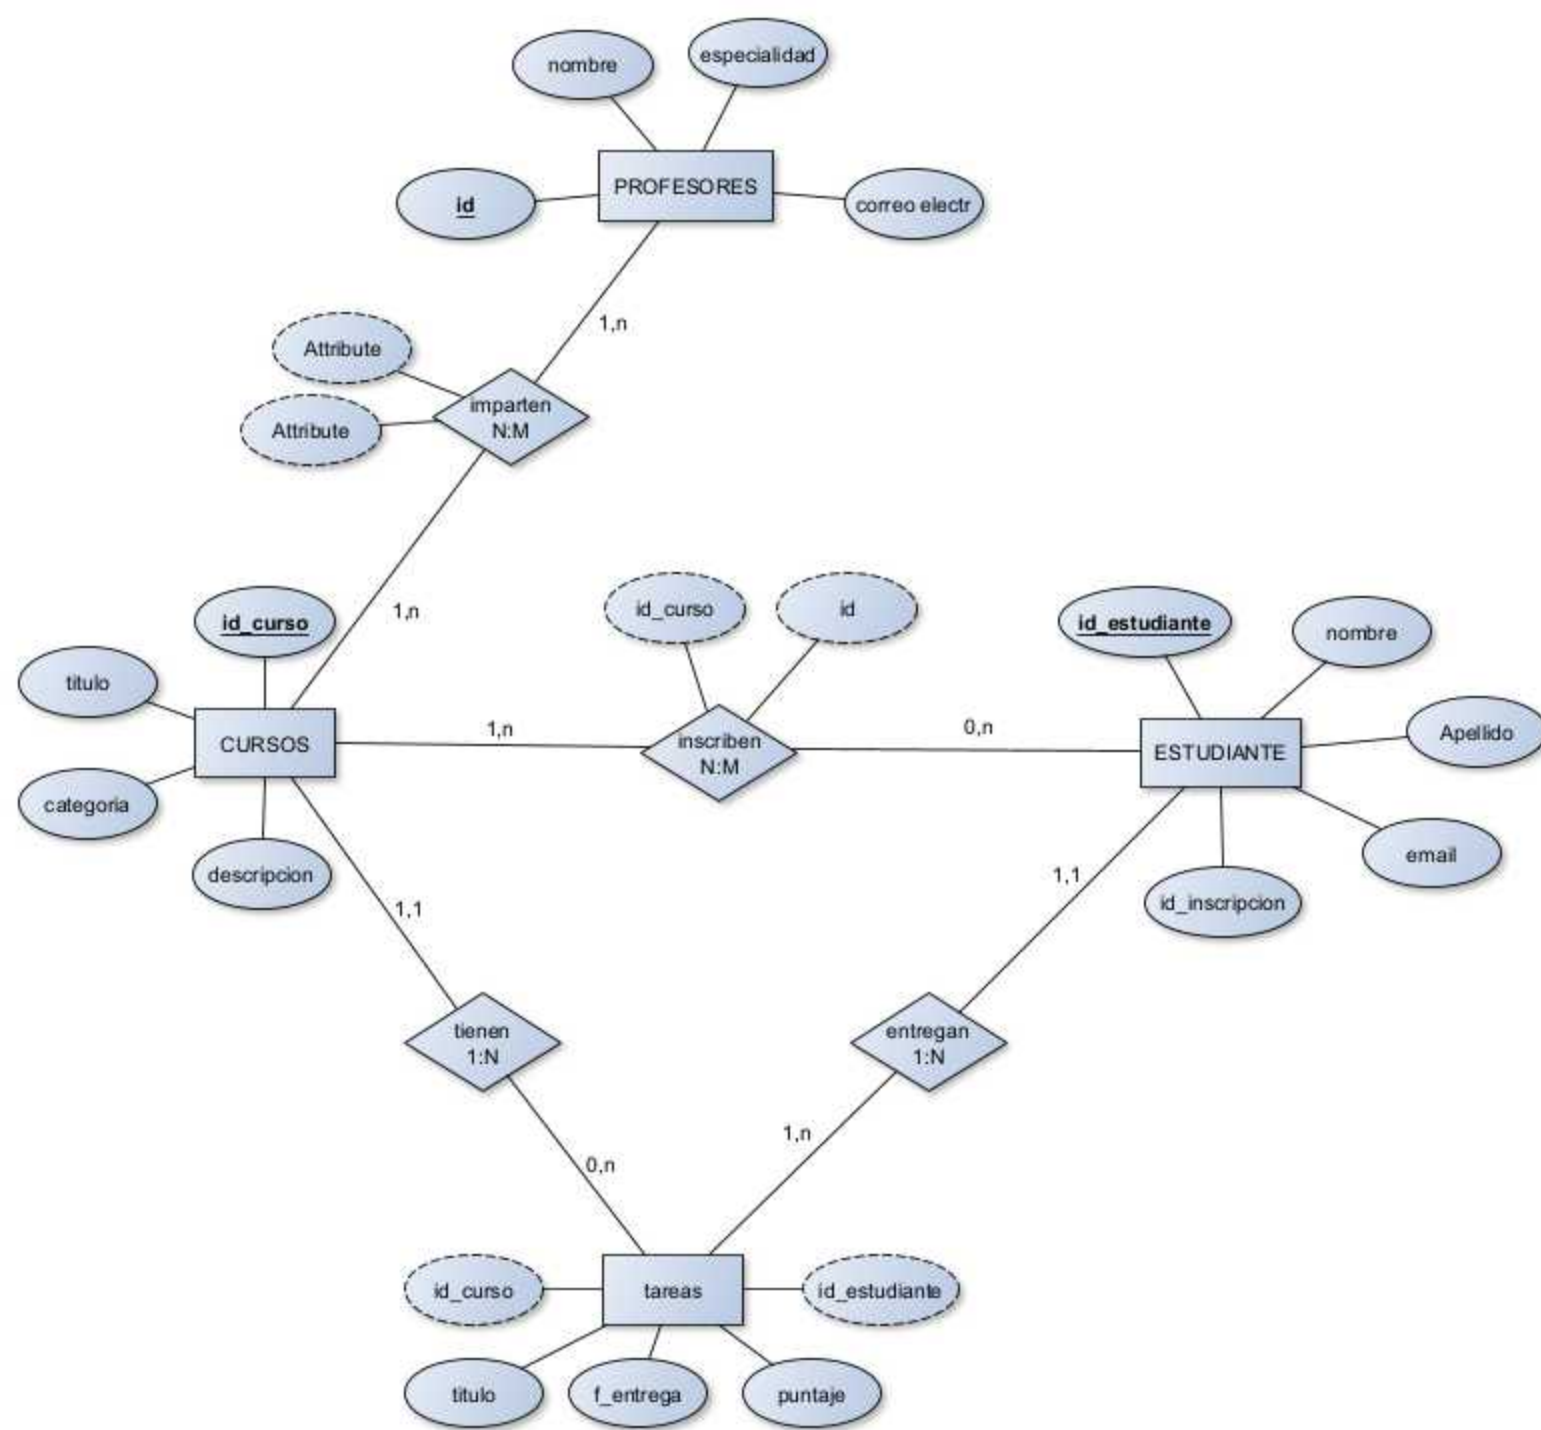 nombre
especialidad
PROFESORES
id
correo electr
1,n
Attribute
imparten
N:M
Attribute
1,n
id_curso
id_curso
id
id_estudiante
nombre
titulo
CURSOS
1,n
inscriben
N:M
0,n
ESTUDIANTE
Apellido
categoria
descripcion
email
id_inscripcion
1,1
1,1
tienen
1:N
entregan
1:N
0,n
1,n
id_curso
tareas
id_estudiante
titulo
f_entrega
puntaje